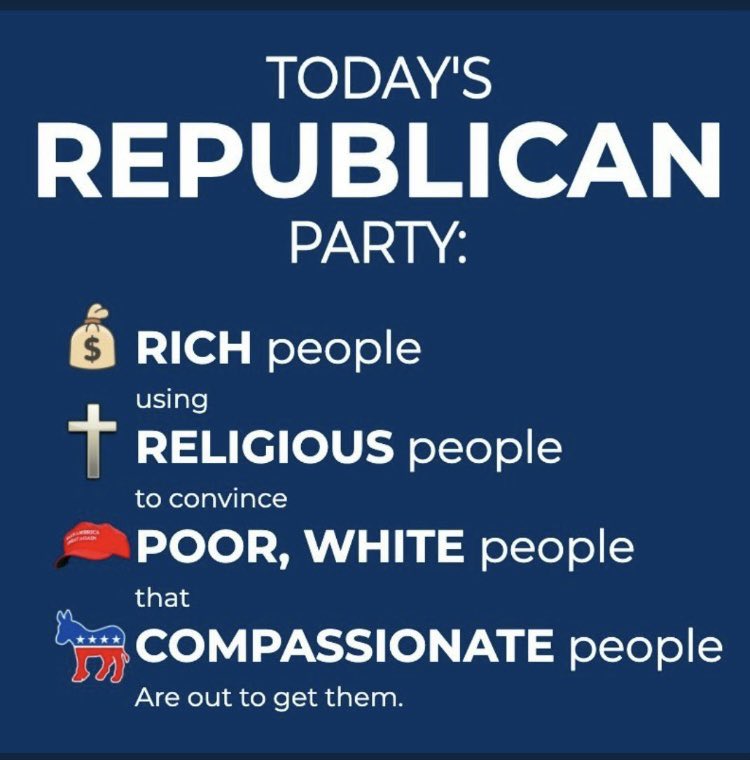 TODAY'S
REPUBLICAN
PARTY:
RICH people
using
RELIGIOUS people
to convince
POOR, WHITE people
that
COMPASSIONATE people
Are out to get them.